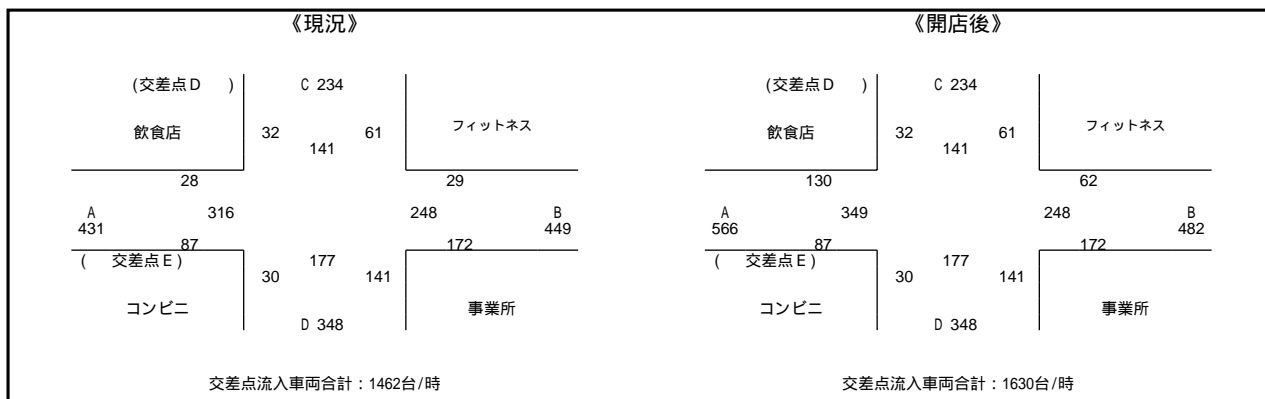 《現況》
(交差点D )
C 234
飲食店
32
61
フィットネス
141
28
29
A
316
248
B
431
449
87
172
( 交差点E)
177
30
141
コンビニ
事業所
D 348
交差点流入車両合計：1462台/時
《開店後》
(交差点D )
C 234
飲食店
32
61
フィットネス
141
130
62
A
349
248
B
566
482
87
172
( 交差点E)
177
30
141
コンビニ
事業所
D 348
交差点流入車両合計：1630台/時